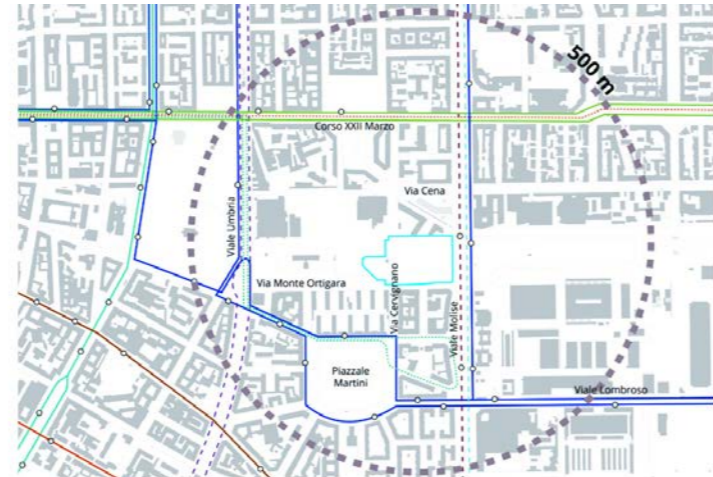 500 m
Corso XXII Marzo
Via Cena
Viale Umbria
Via Monte Ortigara
Via Cervignano
Viale Molise
Piazzale
Martini
Viale Lombroso